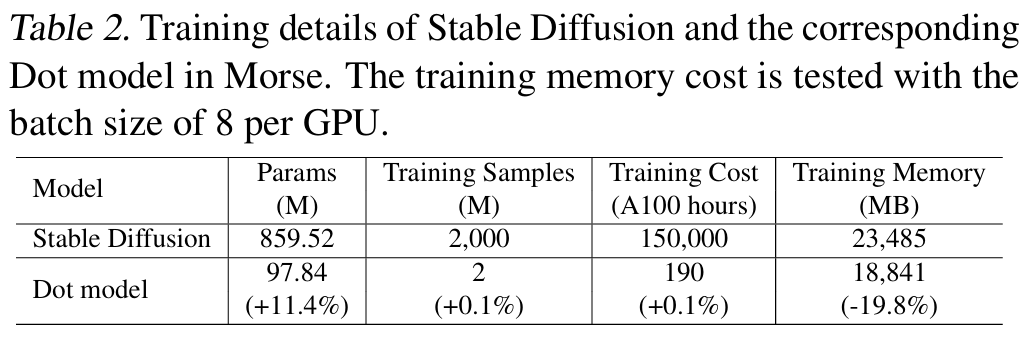 Table 2. Training details of Stable Diffusion and the corresponding
Dot model in Morse. The training memory cost is tested with the
batch size of 8 per GPU.
Model Params (M) Training Samples (M) Training Cost (A100 hours) Training Memory (MB)
Stable Diffusion 859.52 2,000 150,000 23,485
Dot model 97.84 (+11.4%) 2 (+0.1%) 190 (+0.1%) 18,841 (-19.8%)